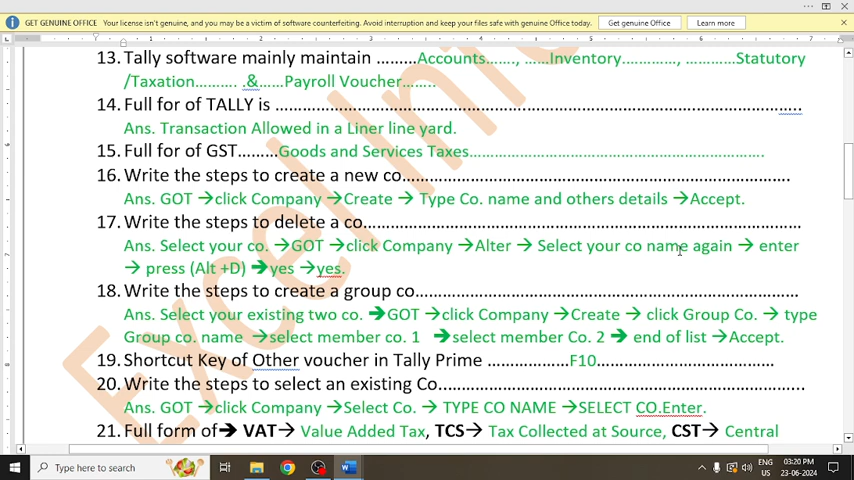 GET GENUINE OFFICE Your license isn't genuine, and you may be a victim of software counterfeiting. Avoid interruption and keep your files safe with genuine Office today. Get genuine Office Learn more
1 2 3 4 5 6 7
13. Tally software mainly maintain .........Accounts......., ......Inventory............., ...............Statutory
/Taxation.......... .&......Payroll Voucher........
14. Full for of TALLY is ........................................................................
Ans. Transaction Allowed in a Liner line yard.
15. Full for of GST.........Goods and Services Taxes........................................................
16. Write the steps to create a new co........................................................................
Ans. GOT →click Company →Create → Type Co. name and others details →Accept.
17. Write the steps to delete a co........................................................................
Ans. Select your co. →GOT →click Company →Alter → Select your co name again → enter
→ press (Alt +D) →yes →yes.
18. Write the steps to create a group co........................................................................
Ans. Select your existing two co. →GOT →click Company →Create → click Group Co. → type
Group co. name →select member co. 1 →select member Co. 2 → end of list →Accept.
19. Shortcut Key of Other voucher in Tally Prime ..................F10.......................................
20. Write the steps to select an existing Co........................................................................
Ans. GOT →click Company →Select Co. → TYPE CO NAME →SELECT CO.Enter.
21. Full form of→ VAT→ Value Added Tax, TCS→ Tax Collected at Source, CST→ Central
Excel
Type here to search
ENG
US
03:20 PM
23-06-2024